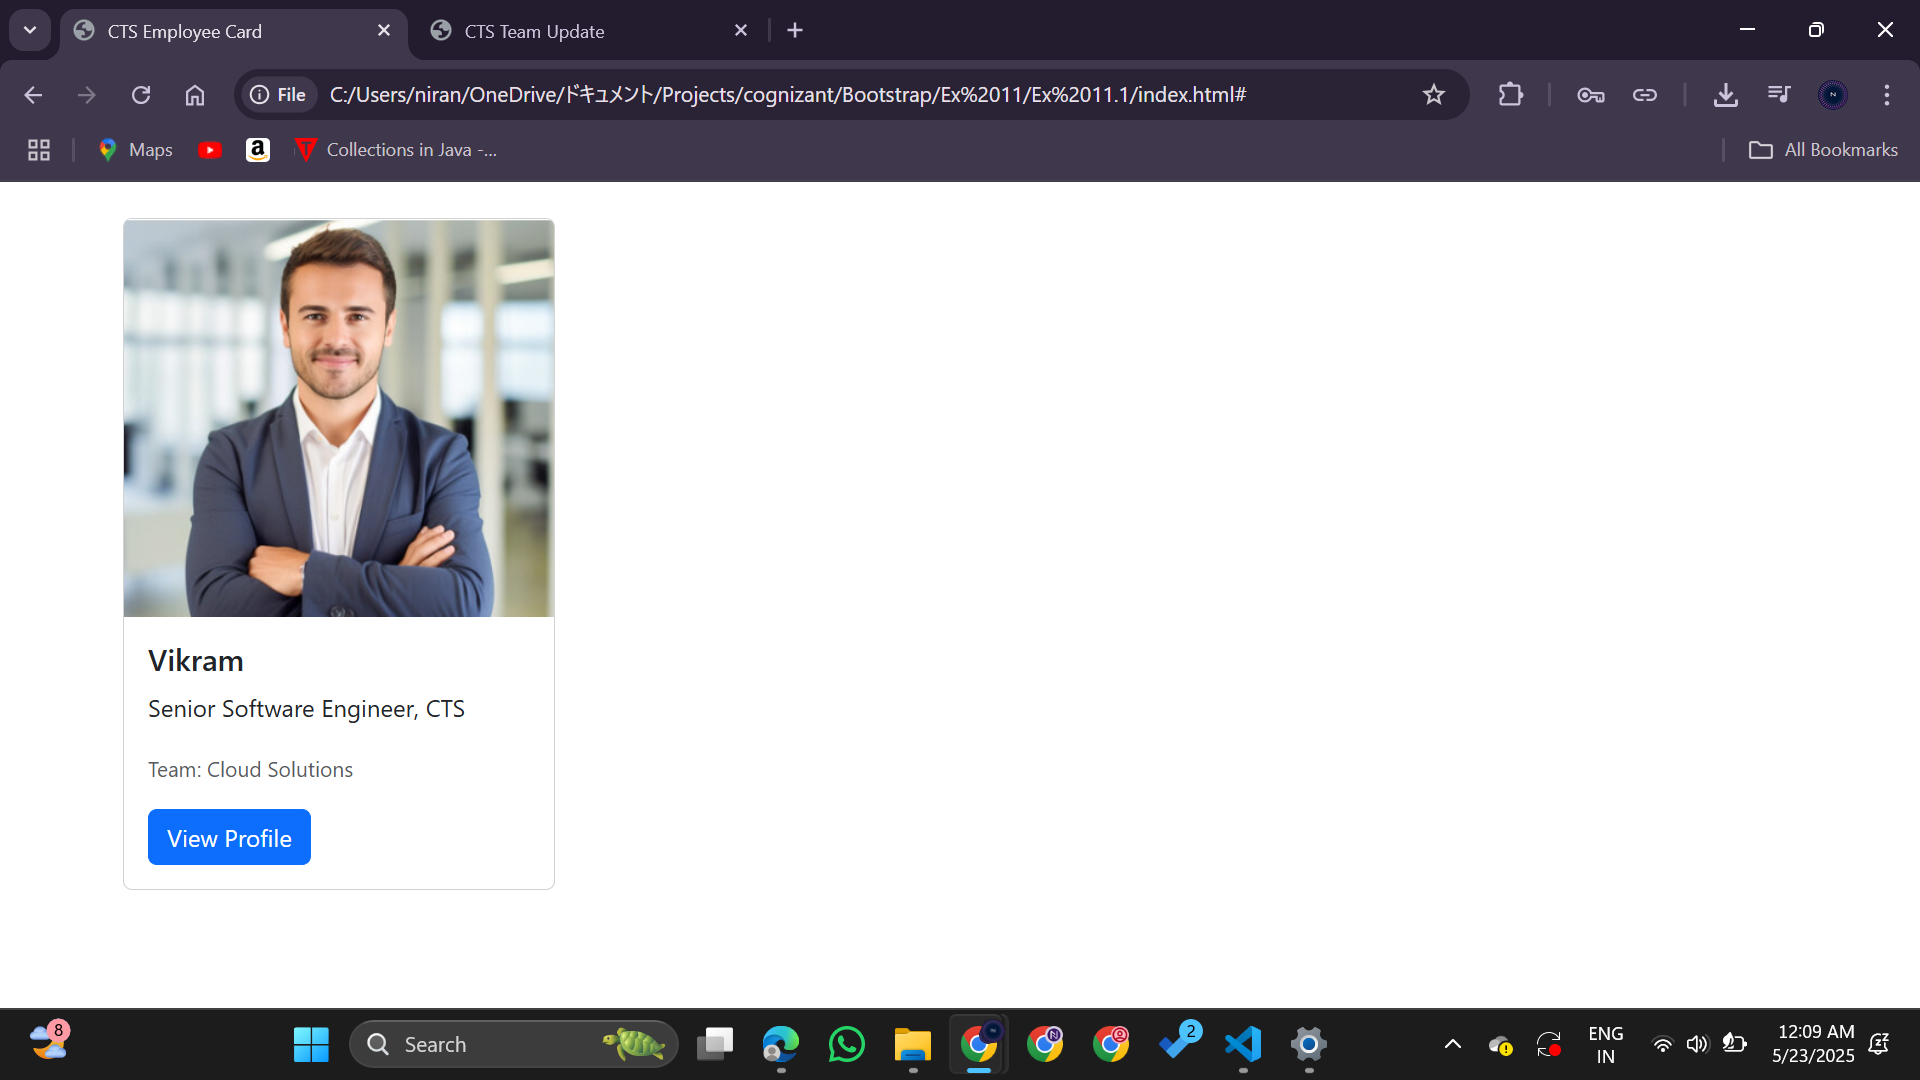 CTS Employee Card
CTS Team Update
File
C:/Users/niran/OneDrive/ドキュメント/Projects/cognizant/Bootstrap/Ex%2011/Ex%2011.1/index.html#
N
Maps
a
T
Collections in Java -...
All Bookmarks
Vikram
Senior Software Engineer, CTS
Team: Cloud Solutions
View Profile
8
Search
N
2
ENG
IN
12:09 AM
5/23/2025